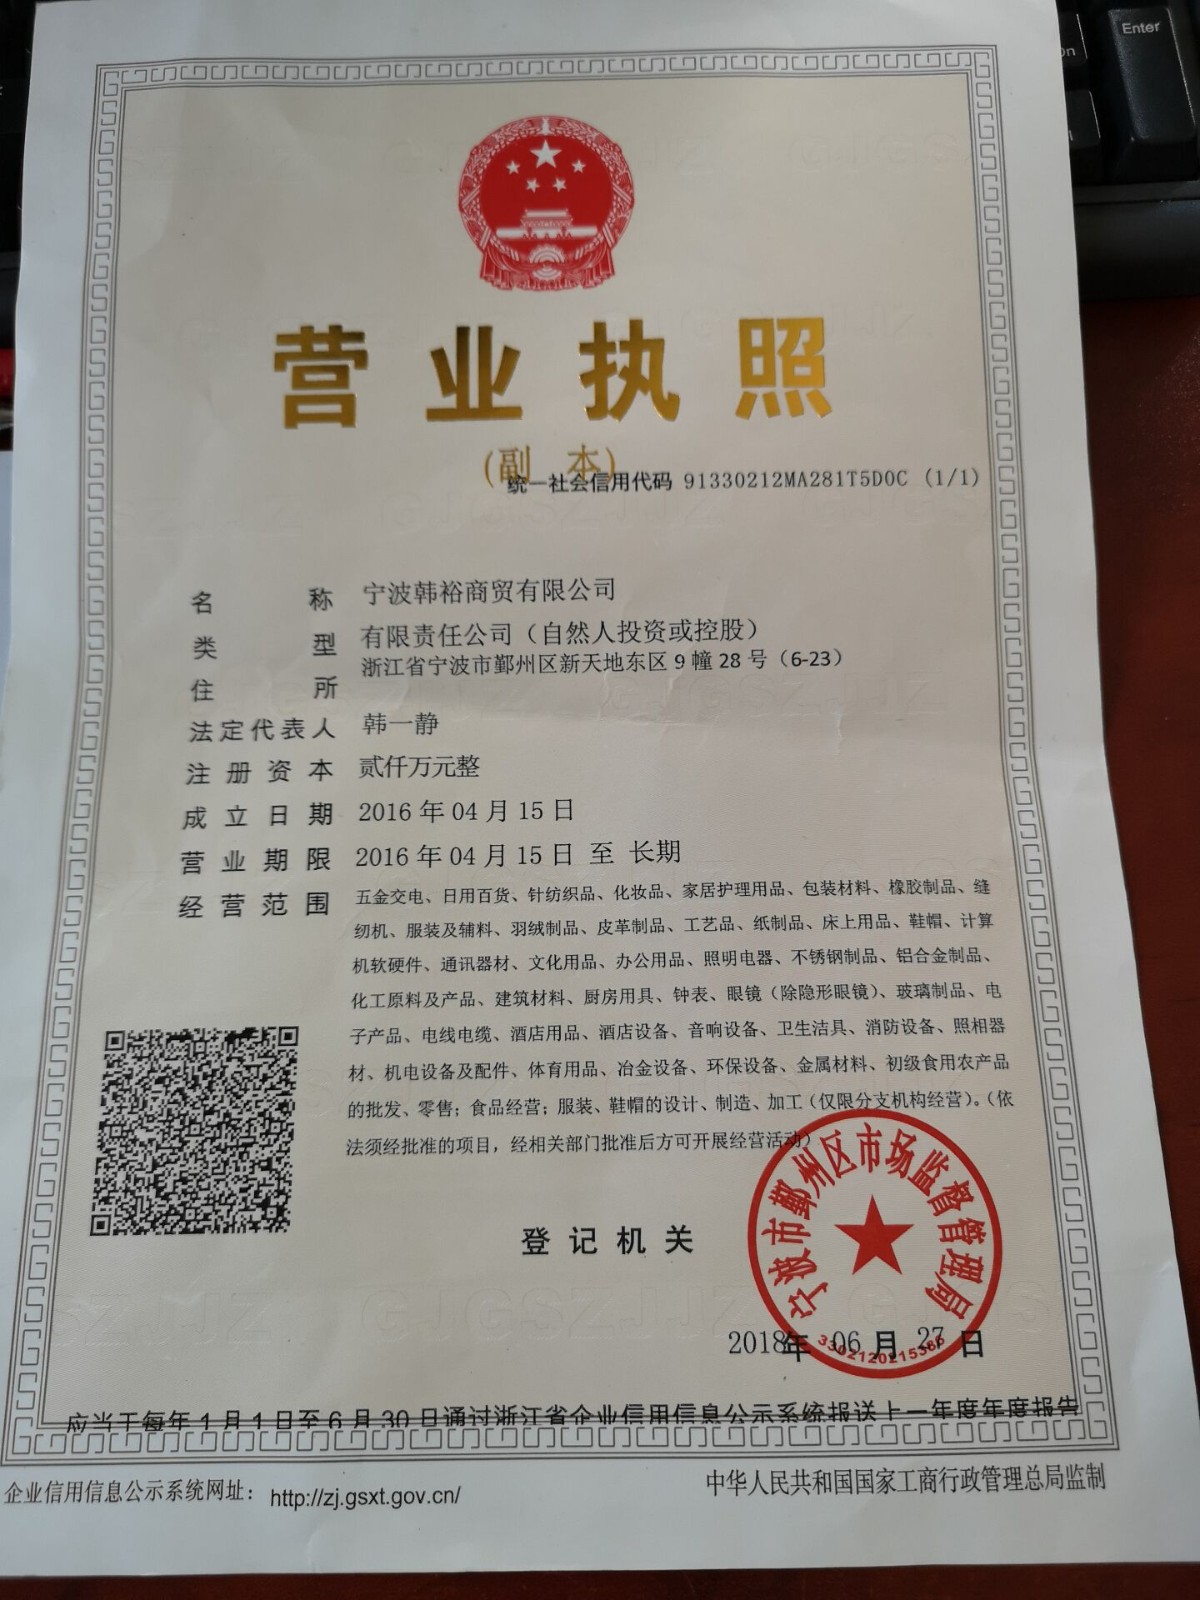 Enter
营业执照
(副 本)
统一社会信用代码 91330212MA281T5D0C (1/1)
名 称 宁波韩裕商贸有限公司
类 型 有限责任公司（自然人投资或控股）
住 所 浙江省宁波市鄞州区新天地东区9幢28号（6-23）
法定代表人 韩一静
注册资本 贰仟万元整
成立日期 2016年04月15日
营业期限 2016年04月15日 至 长期
经营范围 五金交电、日用百货、针纺织品、化妆品、家居护理用品、包装材料、橡胶制品、缝
纫机、服装及辅料、羽绒制品、皮革制品、工艺品、纸制品、床上用品、鞋帽、计算
机软硬件、通讯器材、文化用品、办公用品、照明电器、不锈钢制品、铝合金制品、
化工原料及产品、建筑材料、厨房用具、钟表、眼镜（除隐形眼镜）、玻璃制品、电
子产品、电线电缆、酒店用品、酒店设备、音响设备、卫生洁具、消防设备、照相器
材、机电设备及配件、体育用品、冶金设备、环保设备、金属材料、初级食用农产品
的批发、零售；食品经营；服装、鞋帽的设计、制造、加工（仅限分支机构经营）。（依
法须经批准的项目，经相关部门批准后方可开展经营活动）
登记机关
宁波市鄞州区市场监督管理局
2018年 06月 27日
应当于每年1月1日至6月30日通过浙江省企业信用信息公示系统报送上一年度年度报告
企业信用信息公示系统网址： http://zj.gsxt.gov.cn/
中华人民共和国国家工商行政管理总局监制